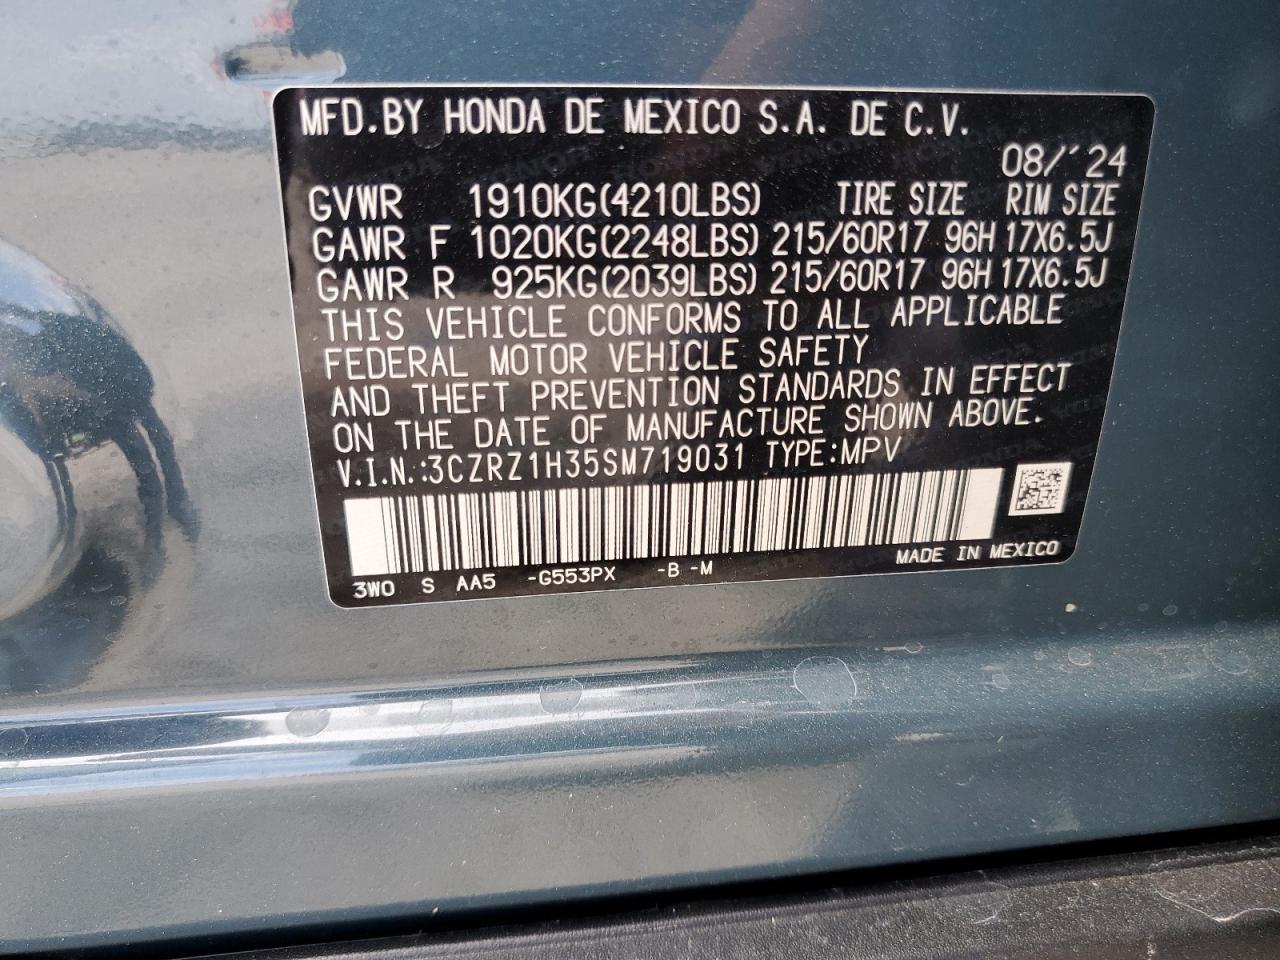 MFD.BY HONDA DE MEXICO S.A. DE C.V.
08/´24
GVWR 1910KG(4210LBS) TIRE SIZE RIM SIZE
GAWR F 1020KG(2248LBS) 215/60R17 96H 17X6.5J
GAWR R 925KG(2039LBS) 215/60R17 96H 17X6.5J
THIS VEHICLE CONFORMS TO ALL APPLICABLE
FEDERAL MOTOR VEHICLE SAFETY
AND THEFT PREVENTION STANDARDS IN EFFECT
ON THE DATE OF MANUFACTURE SHOWN ABOVE.
V.I.N.:3CZRZ1H35SM719031 TYPE:MPV
MADE IN MEXICO
3WO S AA5 -G553PX -B -M